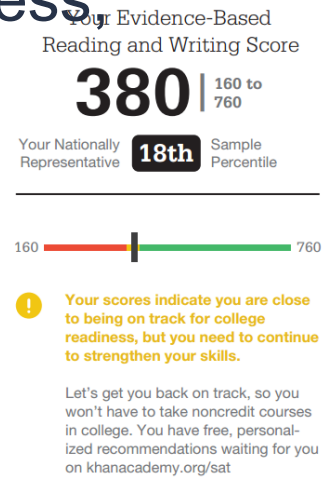 ess,
Your Evidence-Based
Reading and Writing Score
380
160 to
760
Your Nationally
Representative
18th
Sample
Percentile
160
760
!
Your scores indicate you are close
to being on track for college
readiness, but you need to continue
to strengthen your skills.
Let's get you back on track, so you
won't have to take noncredit courses
in college. You have free, personal-
ized recommendations waiting for you
on khanacademy.org/sat